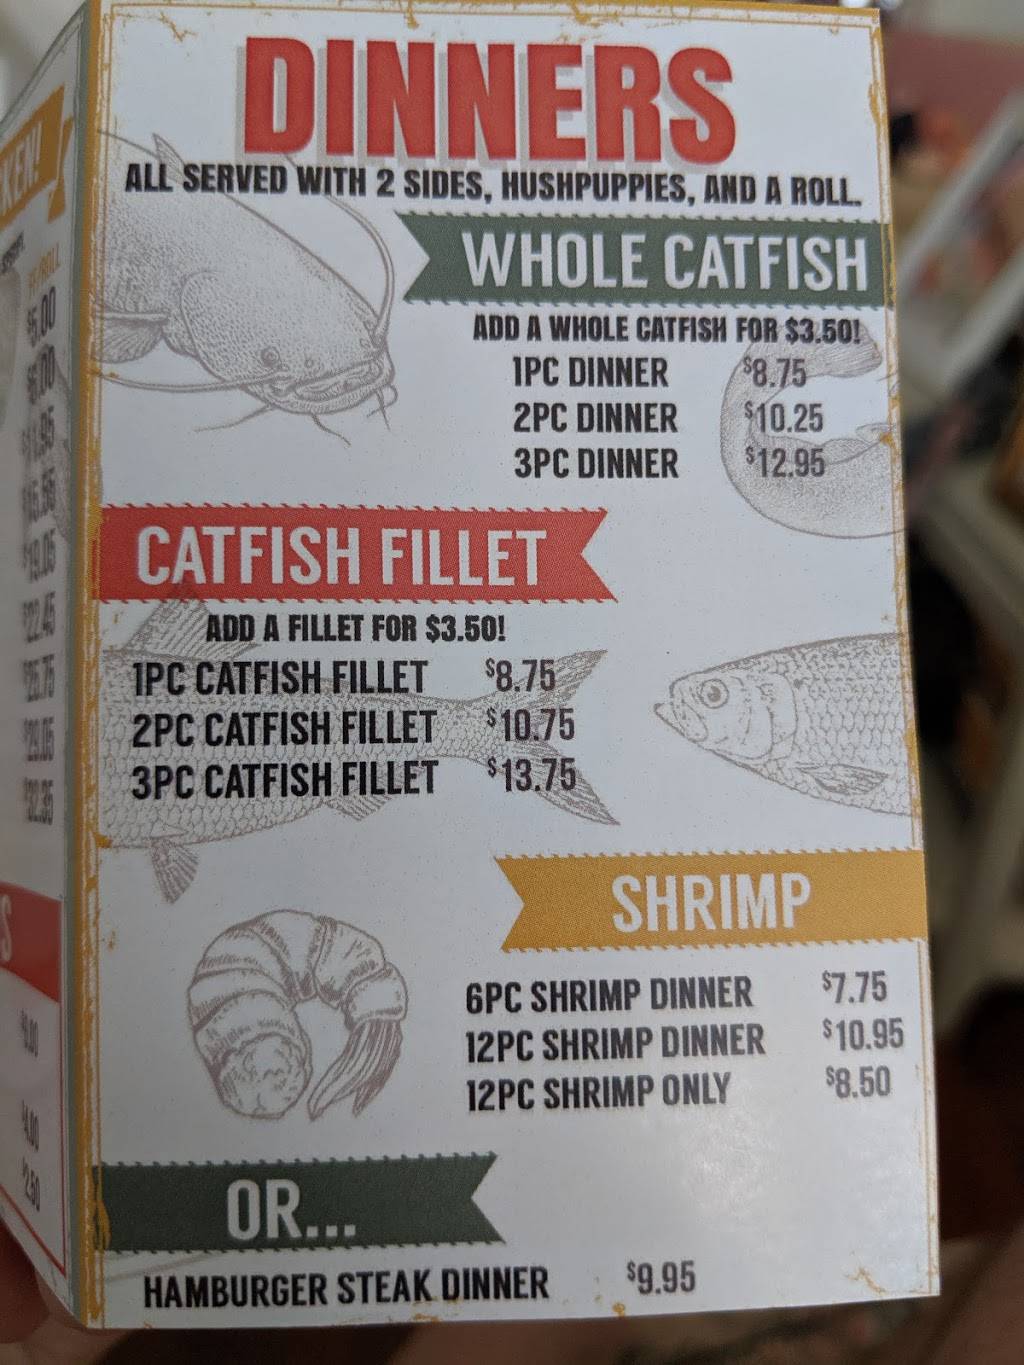 DINNERS
ALL SERVED WITH 2 SIDES, HUSHPUPPIES, AND A ROLL.
WHOLE CATFISH
ADD A WHOLE CATFISH FOR $3.50!
1PC DINNER $8.75
2PC DINNER $10.25
3PC DINNER $12.95
CATFISH FILLET
ADD A FILLET FOR $3.50!
1PC CATFISH FILLET $8.75
2PC CATFISH FILLET $10.75
3PC CATFISH FILLET $13.75
SHRIMP
6PC SHRIMP DINNER $7.75
12PC SHRIMP DINNER $10.95
12PC SHRIMP ONLY $8.50
OR...
HAMBURGER STEAK DINNER $9.95